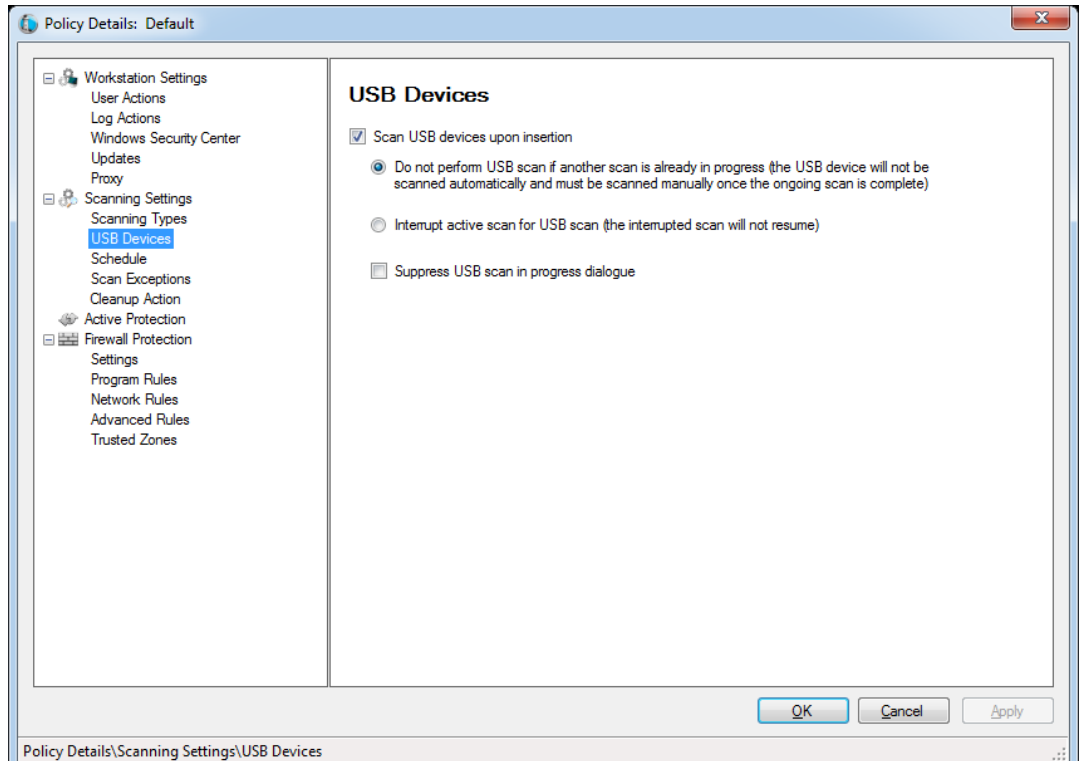 Policy Details: Default
x
Workstation Settings
User Actions
Log Actions
Windows Security Center
Updates
Proxy
Scanning Settings
Scanning Types
USB Devices
Schedule
Scan Exceptions
Cleanup Action
Active Protection
Firewall Protection
Settings
Program Rules
Network Rules
Advanced Rules
Trusted Zones
USB Devices
Scan USB devices upon insertion
Do not perform USB scan if another scan is already in progress (the USB device will not be
scanned automatically and must be scanned manually once the ongoing scan is complete)
Interrupt active scan for USB scan (the interrupted scan will not resume)
Suppress USB scan in progress dialogue
OK Cancel Apply
Policy Details\Scanning Settings\USB Devices